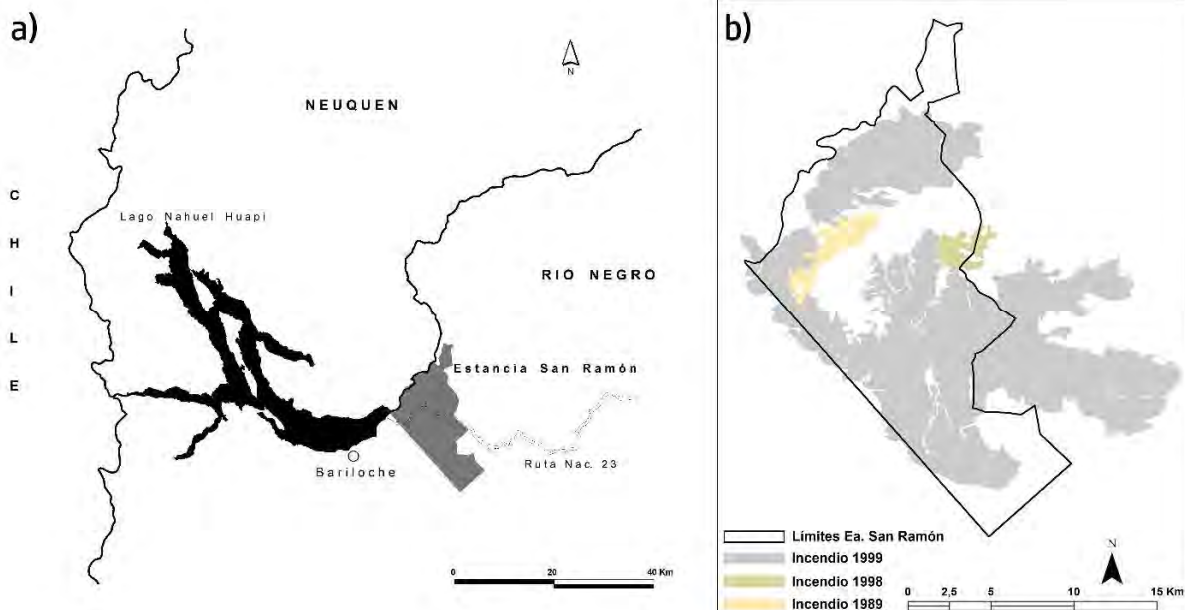 a)
N
NEUQUEN
CHILE
Lago Nahuel Huapi
RIO NEGRO
Estancia San Ramón
Ruta Nac. 23
Bariloche
0 20 40 Km
b)
Límites Ea. San Ramón
Incendio 1999
Incendio 1998
Incendio 1989
N
0 2,5 5 10 15 Km